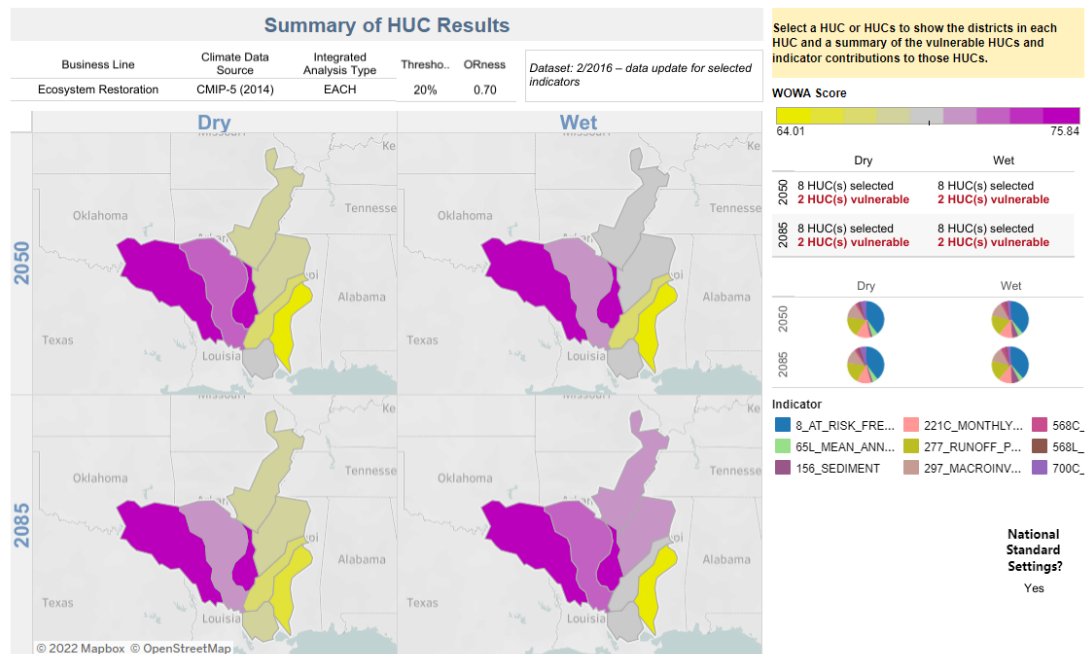 Summary of HUC Results
Business Line
Climate Data
Source
Integrated
Analysis Type
Thresho..
ORness
Ecosystem Restoration
CMIP-5 (2014)
EACH
20%
0.70
Dataset: 2/2016 – data update for selected
indicators
Select a HUC or HUCs to show the districts in each
HUC and a summary of the vulnerable HUCs and
indicator contributions to those HUCs.
WOWA Score
64.01
75.84
Dry
Wet
2050
Oklahoma
Tennesse
Alabama
Texas
Louisia
Oklahoma
Tennesse
Alabama
Texas
Louisia
2085
Oklahoma
Tennesse
Alabama
Texas
Louisia
Oklahoma
Tennesse
Alabama
Texas
Louisia
© 2022 Mapbox © OpenStreetMap
Dry
Wet
2050
8 HUC(s) selected
2 HUC(s) vulnerable
8 HUC(s) selected
2 HUC(s) vulnerable
2085
8 HUC(s) selected
2 HUC(s) vulnerable
8 HUC(s) selected
2 HUC(s) vulnerable
Dry
Wet
2050
2085
Indicator
8_AT_RISK_FRE...
221C_MONTHLY...
568C_
65L_MEAN_ANN...
277_RUNOFF_P...
568L_
156_SEDIMENT
297_MACROINV...
700C_
National
Standard
Settings?
Yes